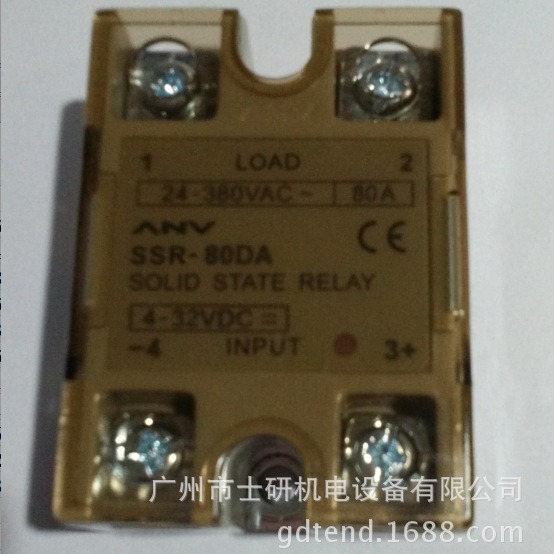 1 LOAD 2
24-380VAC ~ 80A
ANV
CE
SSR-80DA
SOLID STATE RELAY
4-32VDC =
-4 INPUT 3+
广州市士研机电设备有限公司
gdtend.1688.com